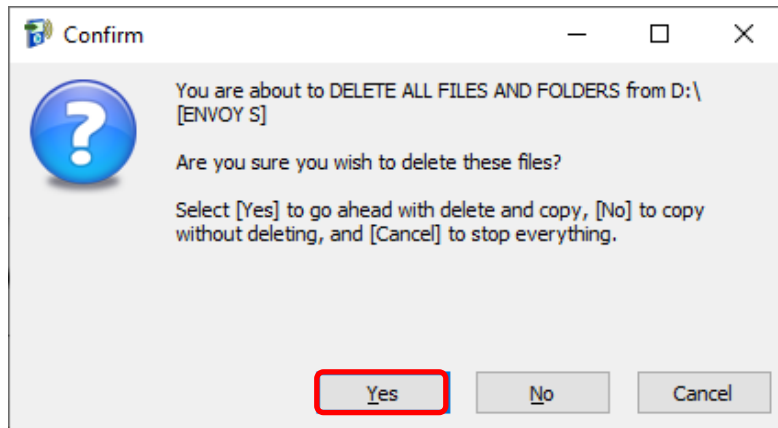 Confirm
You are about to DELETE ALL FILES AND FOLDERS from D:\
[ENVOY S]
Are you sure you wish to delete these files?
Select [Yes] to go ahead with delete and copy, [No] to copy
without deleting, and [Cancel] to stop everything.
Yes No Cancel